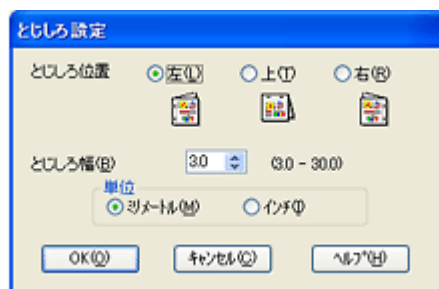 とじしろ設定
とじしろ位置 左(L) 上(T) 右(R)
とじしろ幅(B) 3.0 (3.0 - 30.0)
単位
ミリメートル(M) インチ(I)
OK(O) キャンセル(C) ヘルプ(H)